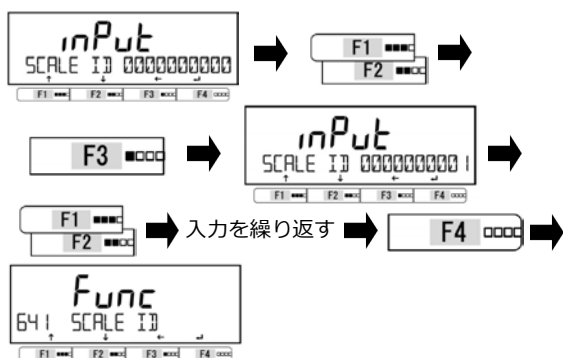 inPut
SCALE ID 0000000000
↑ ↓ ← ↵
F1 F2 F3 F4
F1
F2
F3
inPut
SCALE ID 0000000001
↑ ↓ ← ↵
F1 F2 F3 F4
F1
F2
入力を繰り返す
F4
Func
641 SCALE ID
↑ ↓ ← ↵
F1 F2 F3 F4